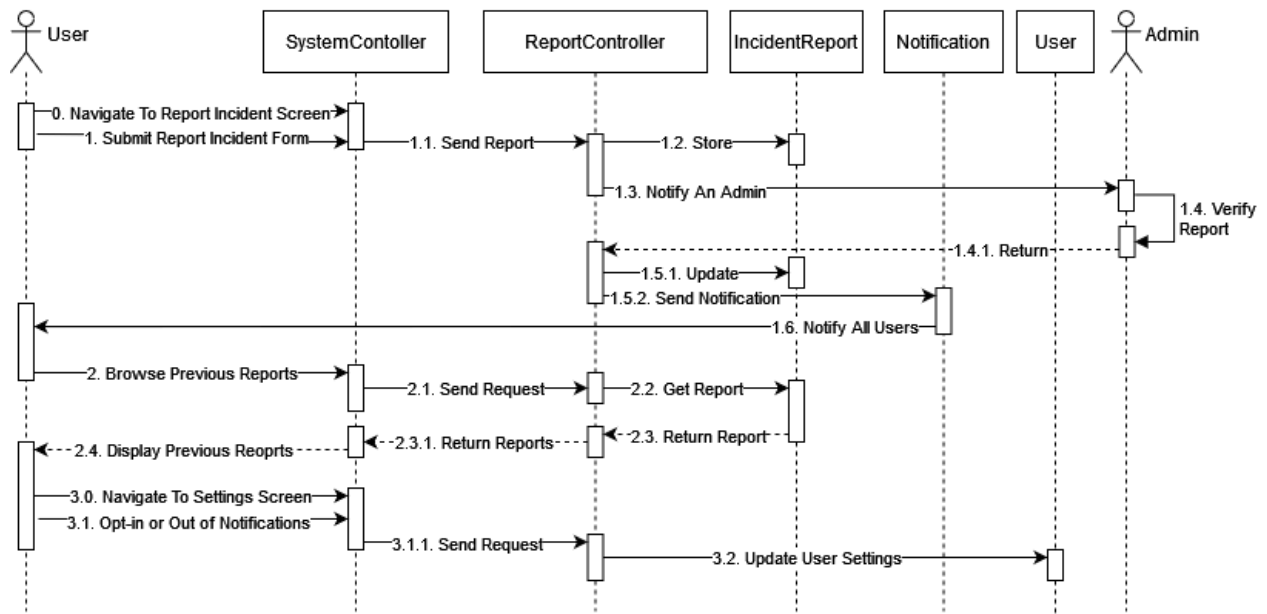 User
SystemContoller
ReportController
IncidentReport
Notification
User
Admin
0. Navigate To Report Incident Screen
1. Submit Report Incident Form
1.1. Send Report
1.2. Store
1.3. Notify An Admin
1.4. Verify
Report
1.4.1. Return
1.5.1. Update
1.5.2. Send Notification
1.6. Notify All Users
2. Browse Previous Reports
2.1. Send Request
2.2. Get Report
2.3. Return Report
2.3.1. Return Reports
2.4. Display Previous Reoprts
3.0. Navigate To Settings Screen
3.1. Opt-in or Out of Notifications
3.1.1. Send Request
3.2. Update User Settings